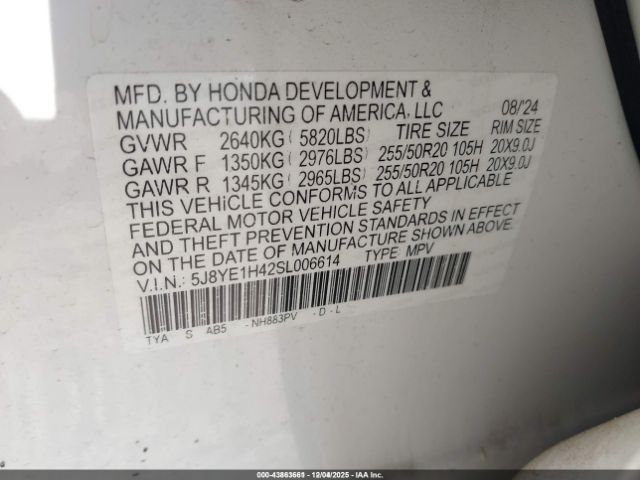 MFD. BY HONDA DEVELOPMENT &
MANUFACTURING OF AMERICA, LLC 08/'24
GVWR 2640KG ( 5820LBS) TIRE SIZE RIM SIZE
GAWR F 1350KG ( 2976LBS) 255/50R20 105H 20X9.0J
GAWR R 1345KG ( 2965LBS) 255/50R20 105H 20X9.0J
THIS VEHICLE CONFORMS TO ALL APPLICABLE
FEDERAL MOTOR VEHICLE SAFETY
AND THEFT PREVENTION STANDARDS IN EFFECT
ON THE DATE OF MANUFACTURE SHOWN ABOVE.
V.I.N.: 5J8YE1H42SL006614 TYPE: MPV
TYA S AB5 - NH883PV - D - L
000-43863661 - 12/04/2025 - IAA Inc.